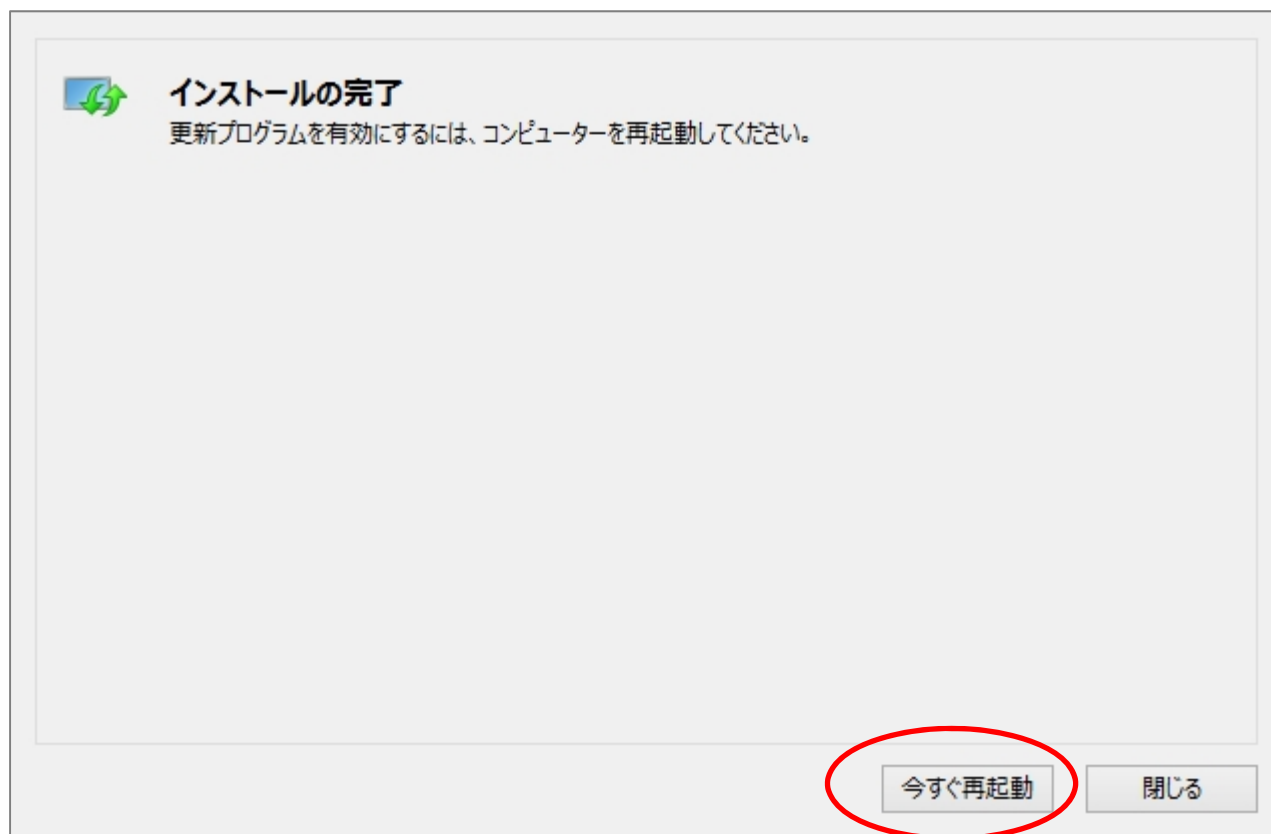 インストールの完了
更新プログラムを有効にするには、コンピューターを再起動してください。
今すぐ再起動
閉じる